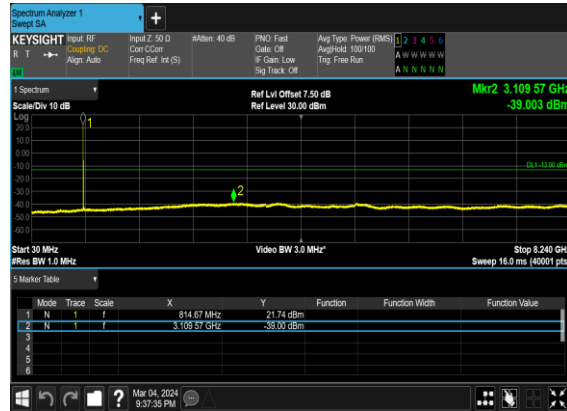 Spectrum Analyzer 1
Swept SA
+
KEYSIGHT Input: RF Input Z: 50 Ω #Atten: 40 dB PNO: Fast Avg Type: Power (RMS) 1 2 3 4 5 6
R T Coupling: DC Corr CCorr Gate: Off Avg|Hold: 100/100 A W W W W W
Align: Auto Freq Ref: Int (S) IF Gain: Low Trig: Free Run
LXI Sig Track: Off A N N N N N
1 Spectrum Ref Lvl Offset 7.50 dB Mkr2 3.109 57 GHz
Scale/Div 10 dB Ref Level 30.00 dBm -39.003 dBm
Log
20.0 1
10.0
0.00
-10.0 DL1 -13.00 dBm
-20.0
-30.0 2
-40.0
-50.0
-60.0
Start 30 MHz Video BW 3.0 MHz* Stop 8.240 GHz
#Res BW 1.0 MHz Sweep 16.0 ms (40001 pts)
5 Marker Table
Mode Trace Scale X Y Function Function Width Function Value
1 N 1 f 814.67 MHz 21.74 dBm
2 N 1 f 3.109 57 GHz -39.00 dBm
3
4
5
6
? Mar 04, 2024
9:37:35 PM